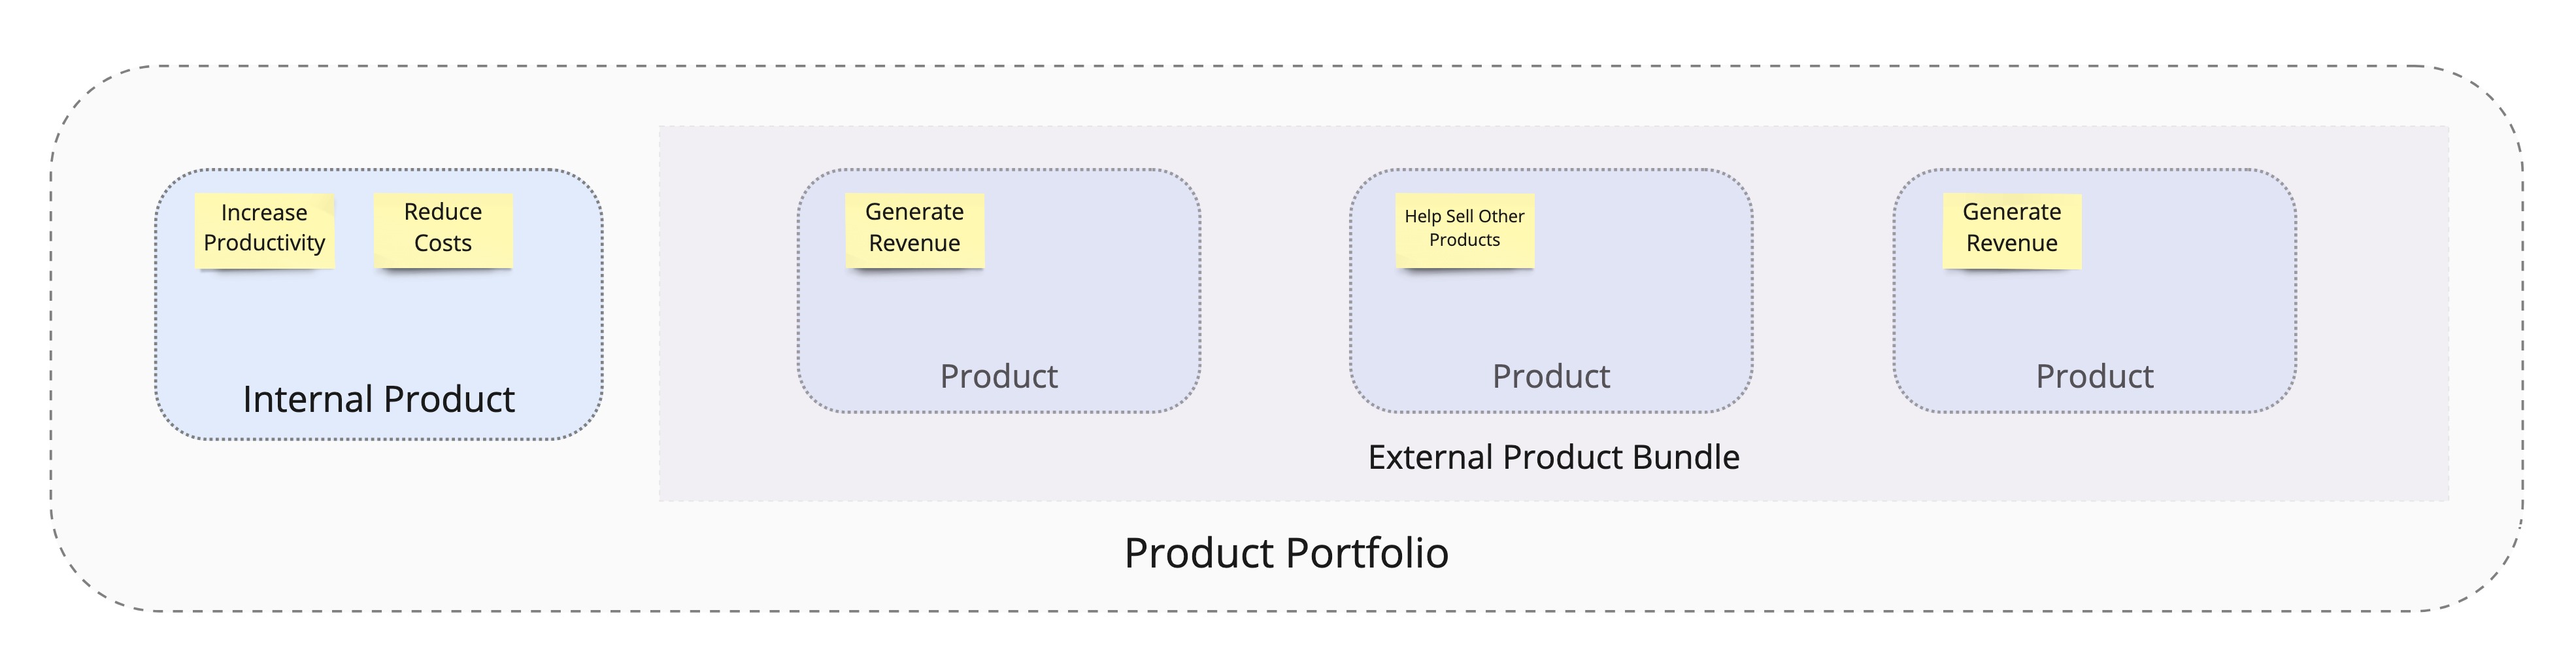 Increase
Productivity
Reduce
Costs
Internal Product
Generate
Revenue
Product
Help Sell Other
Products
Product
Generate
Revenue
Product
External Product Bundle
Product Portfolio